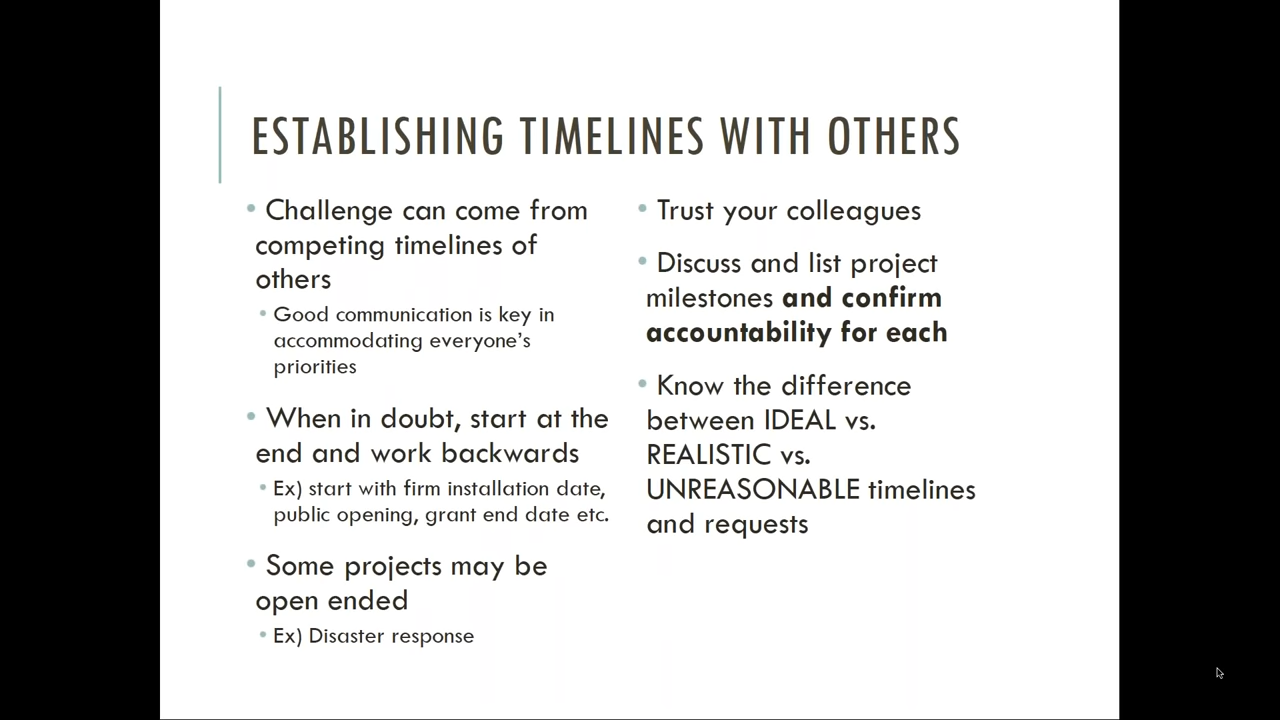 ESTABLISHING TIMELINES WITH OTHERS
• Challenge can come from
competing timelines of
others
• Good communication is key in
accommodating everyone's
priorities
• When in doubt, start at the
end and work backwards
• Ex) start with firm installation date,
public opening, grant end date etc.
• Some projects may be
open ended
• Ex) Disaster response
• Trust your colleagues
• Discuss and list project
milestones and confirm
accountability for each
• Know the difference
between IDEAL vs.
REALISTIC vs.
UNREASONABLE timelines
and requests